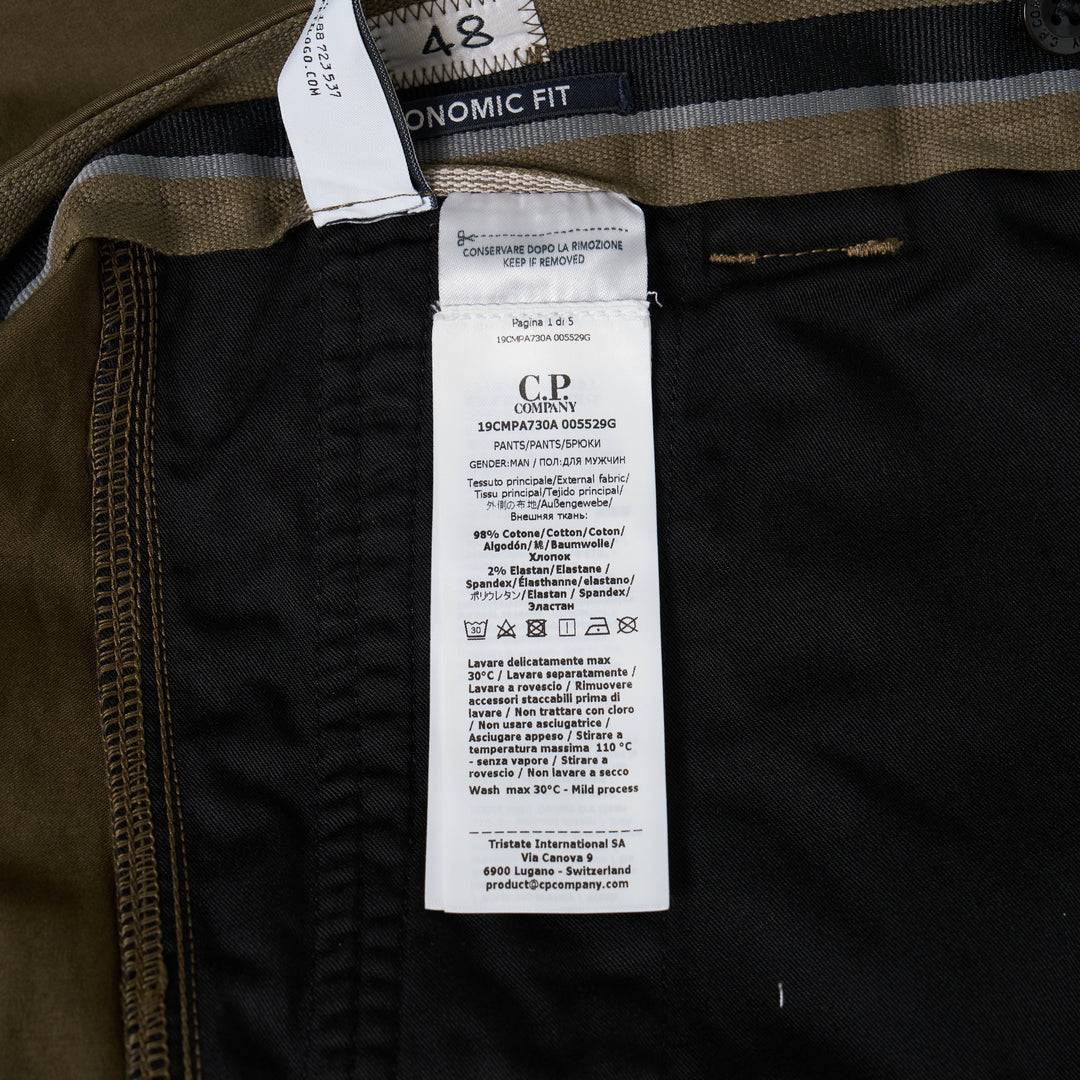 48
88 723 537
LOGO.COM
ONOMIC FIT
CONSERVARE DOPO LA RIMOZIONE
KEEP IF REMOVED
Pagina 1 di 5
19CMPA730A 005529G
C.P.
COMPANY
19CMPA730A 005529G
PANTS/PANTS/БРЮКИ
GENDER:MAN / ПОЛ:ДЛЯ МУЖЧИН
Tessuto principale/External fabric/
Tissu principal/Tejido principal/
外側の布地/Außengewebe/
Внешняя ткань:
98% Cotone/Cotton/Coton/
Algodón/綿/Baumwolle/
Хлопок
2% Elastan/Elastane /
Spandex/Élasthanne/elastano/
ポリウレタン/Elastan / Spandex/
Эластан
30
Lavare delicatamente max
30°C / Lavare separatamente /
Lavare a rovescio / Rimuovere
accessori staccabili prima di
lavare / Non trattare con cloro
/ Non usare asciugatrice /
Asciugare appeso / Stirare a
temperatura massima 110 °C
- senza vapore / Stirare a
rovescio / Non lavare a secco
Wash max 30°C - Mild process
Tristate International SA
Via Canova 9
6900 Lugano - Switzerland
product@cpcompany.com